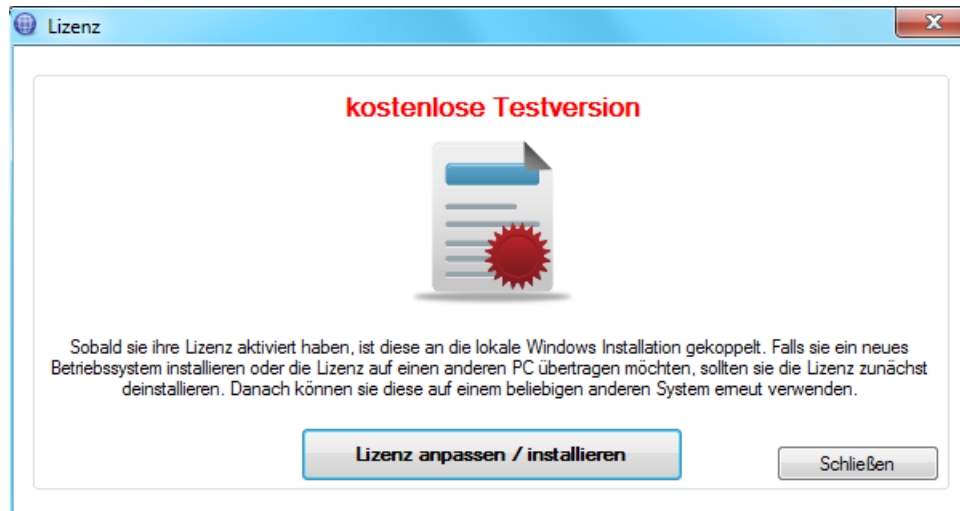 Lizenz
kostenlose Testversion
Sobald sie ihre Lizenz aktiviert haben, ist diese an die lokale Windows Installation gekoppelt. Falls sie ein neues
Betriebssystem installieren oder die Lizenz auf einen anderen PC übertragen möchten, sollten sie die Lizenz zunächst
deinstallieren. Danach können sie diese auf einem beliebigen anderen System erneut verwenden.
Lizenz anpassen / installieren
Schließen